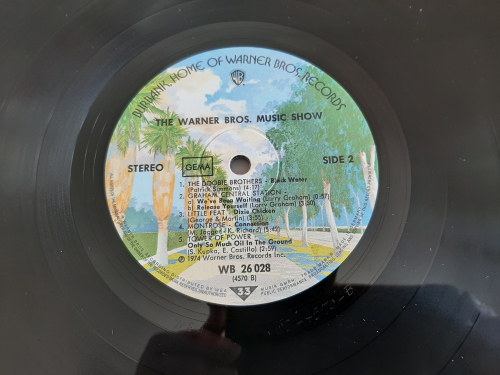 BURBANK, HOME OF WARNER BROS. RECORDS
WB
THE WARNER BROS. MUSIC SHOW
STEREO
GEMA
SIDE 2
1. THE DOOBIE BROTHERS - Black Water
(Patrick Simmons) (4:17)
2. GRAHAM CENTRAL STATION -
a) We've Been Waiting (Larry Graham) (0:57)
b) Release Yourself (Larry Graham) (3:30)
3. LITTLE FEAT - Dixie Chicken
(George & Martin) (3:55)
4. MONTROSE - Connection
(M. Jagger - K. Richard) (5:42)
5. TOWER OF POWER -
Only So Much Oil In The Ground
(S. Kupka, E. Castillo) (2:59)
℗ 1974 Warner Bros. Records Inc.
WB 26 028
(4570 B)
33